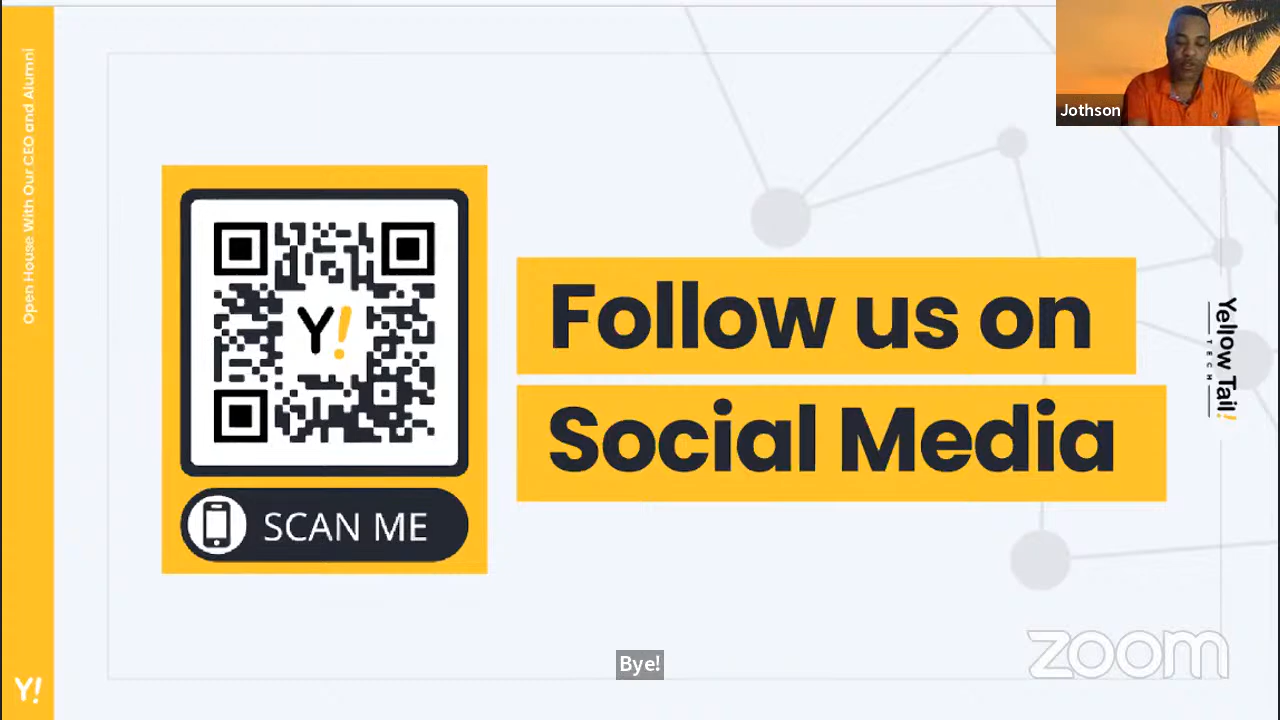 Open House With Our CEO and Alumni
Jothson
Y!
Follow us on
Social Media
SCAN ME
Yellow Tail!
TECH
Bye!
zoom
Y!